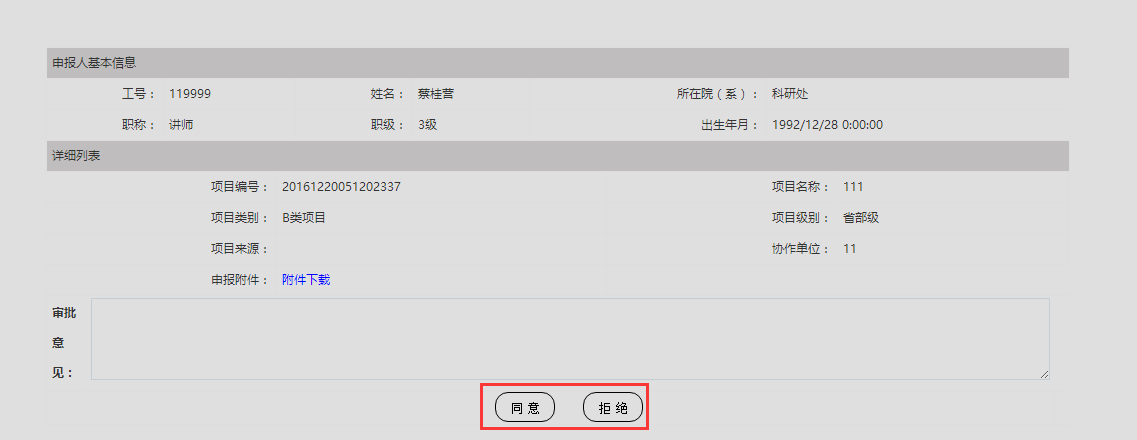 申报人基本信息
工号： 119999 姓名： 蔡桂营 所在院（系）： 科研处
职称： 讲师 职级： 3级 出生年月： 1992/12/28 0:00:00
详细列表
项目编号： 20161220051202337 项目名称： 111
项目类别： B类项目 项目级别： 省部级
项目来源： 协作单位： 11
申报附件： 附件下载
审批
意
见：
同 意 拒 绝